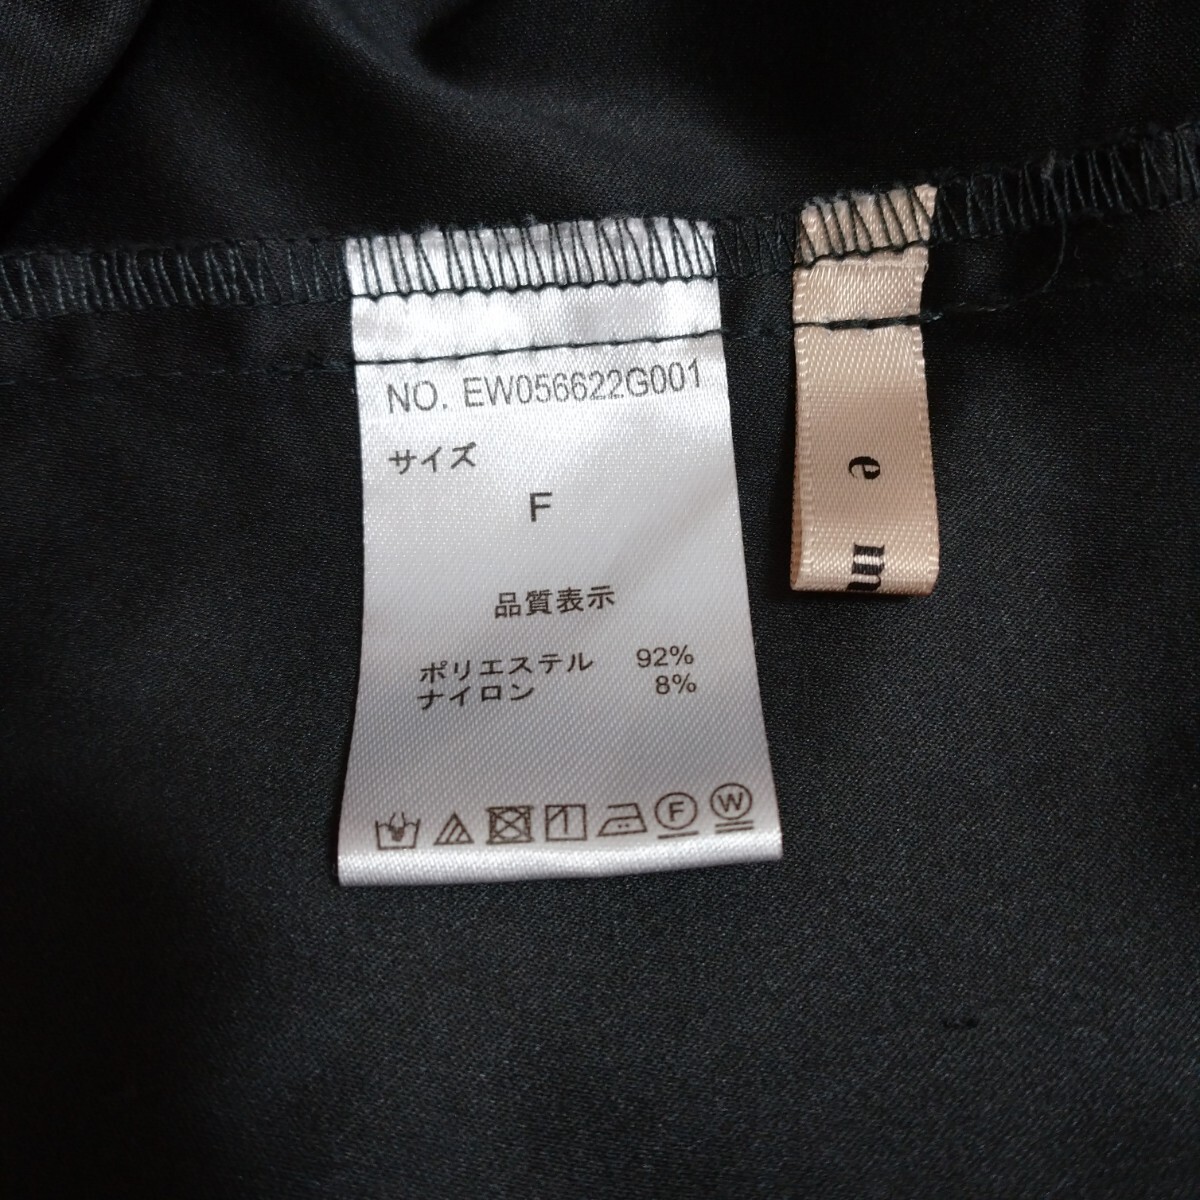 NO. EW056622G001
サイズ
F
品質表示
ポリエステル 92%
ナイロン 8%
F
W
e m